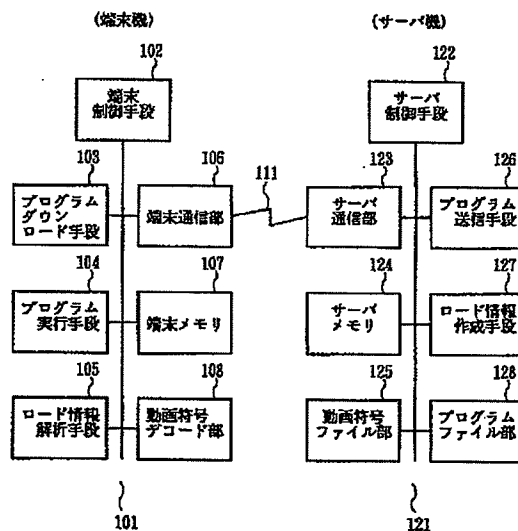 (端末機)
(サーバ機)
102
122
端末
制御手段
サーバ
制御手段
103
106
111
123
126
プログラム
ダウン
ロード手段
端末通信部
サーバ
通信部
プログラム
送信手段
104
107
124
127
プログラム
実行手段
端末メモリ
サーバ
メモリ
ロード情報
作成手段
105
108
125
128
ロード情報
解析手段
動画符号
デコード部
動画符号
ファイル部
プログラム
ファイル部
101
121